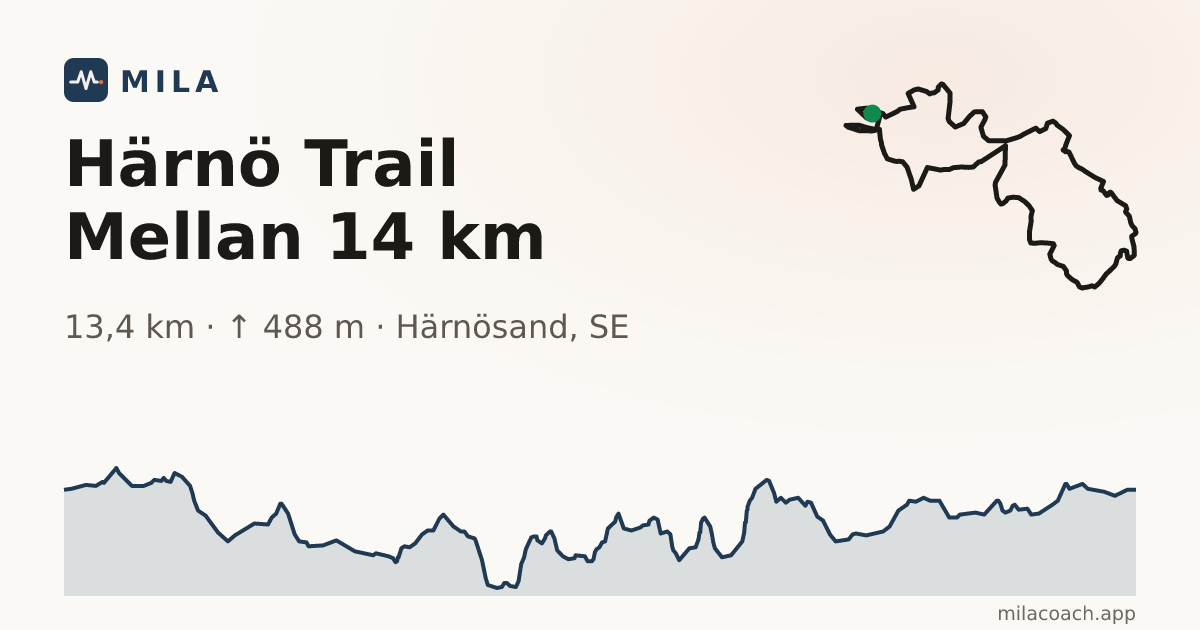 MILA
Härnö Trail
Mellan 14 km
13,4 km · ↑ 488 m · Härnösand, SE
milacoach.app